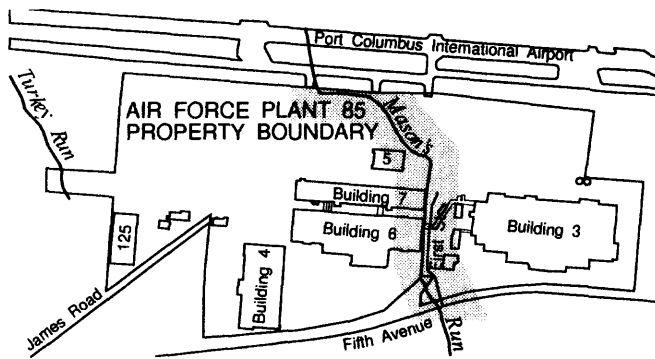 Port Columbus International Airport
Turkey Run
AIR FORCE PLANT 85
PROPERTY BOUNDARY
Mason's
5
Building 7
Building 6
Building 3
125
Building 4
James Road
Fifth Avenue
Run